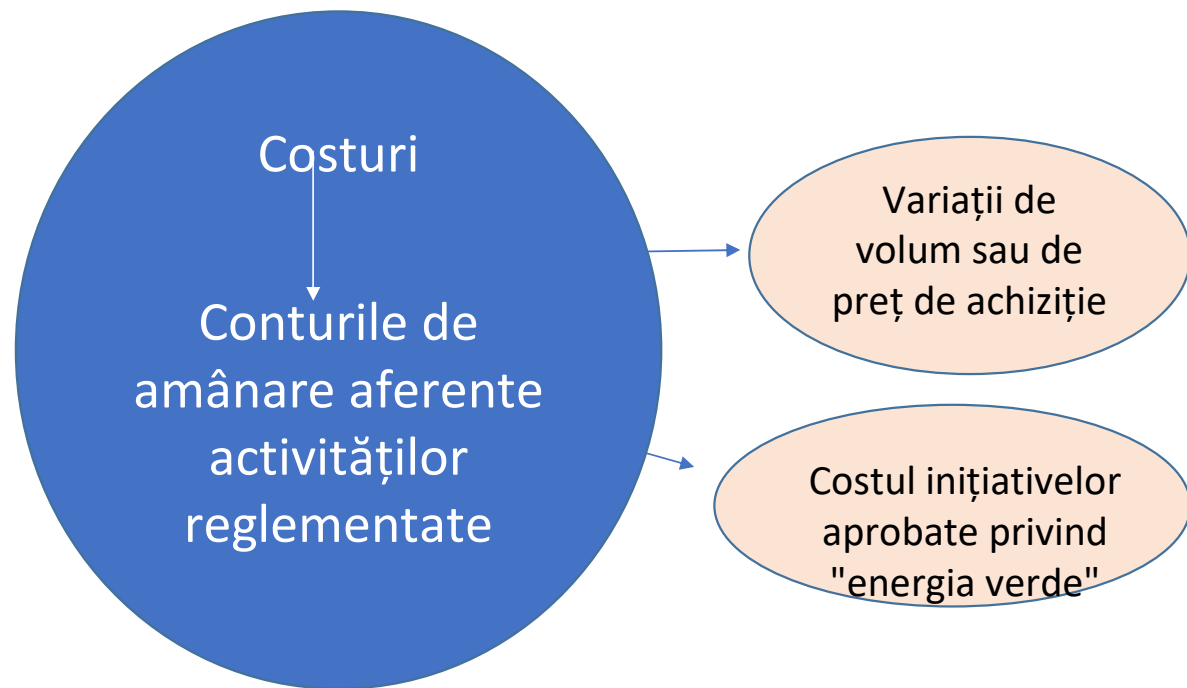 Costuri
Conturile de
amânare aferente
activităților
reglementate
Variații de
volum sau de
preț de achiziție
Costul inițiativelor
aprobate privind
"energia verde"